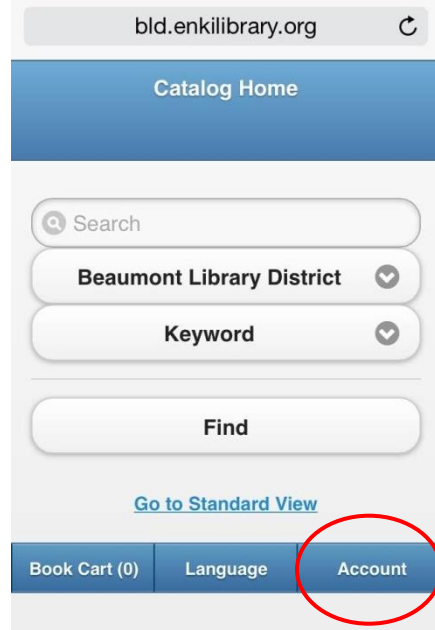 bld.enkilibrary.org
Catalog Home
Search
Beaumont Library District
Keyword
Find
Go to Standard View
Book Cart (0) Language Account